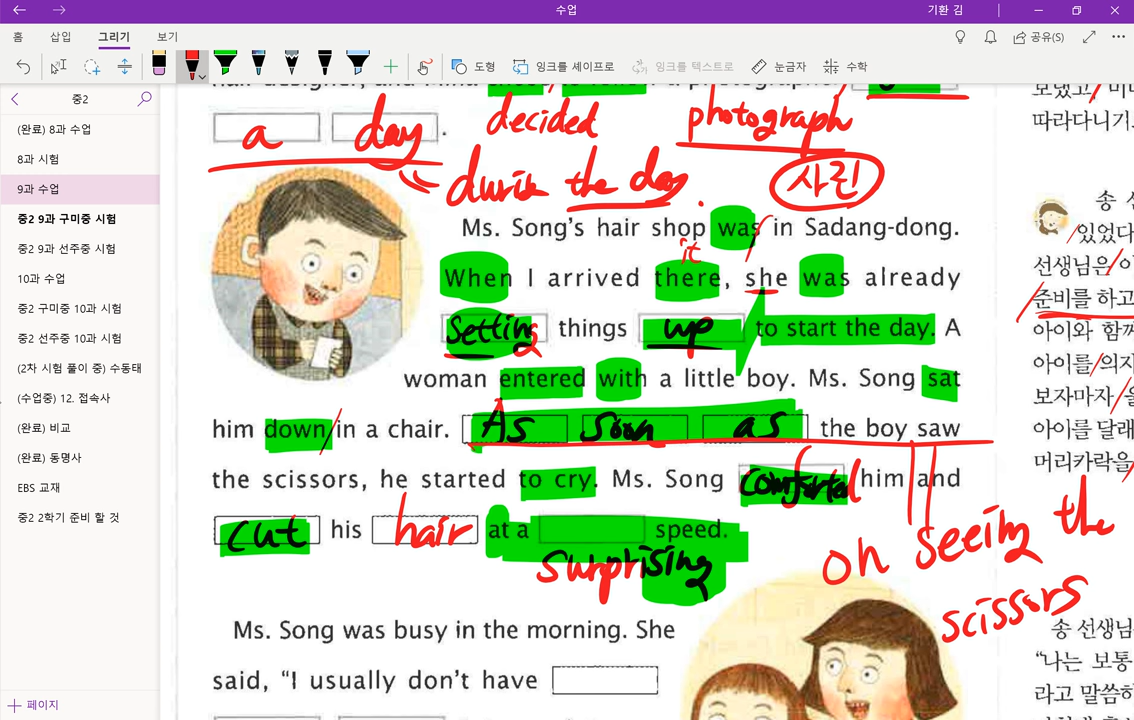 수업
기환 김
홈 삽입 그리기 보기
공유(S)
도형 잉크를 셰이프로 잉크를 텍스트로 눈금자 수학
중2
(완료) 8과 수업
8과 시험
9과 수업
중2 9과 구미중 시험
중2 9과 선주중 시험
10과 수업
중2 구미중 10과 시험
중2 선주중 10과 시험
(2차 시험 풀이 중) 수동태
(수업중) 12. 접속사
(완료) 비교
(완료) 동명사
EBS 교재
중2 2학기 준비 할 것
페이지
a day.
decided
photograph
durin the day
사린
Ms. Song's hair shop was in Sadang-dong.
it
When I arrived there, she was already
Setting things up to start the day. A
woman entered with a little boy. Ms. Song sat
him down in a chair. As Soon as the boy saw
the scissors, he started to cry. Ms. Song comforted him and
cut his hair at a speed.
surprising
on seeing the
scissors
Ms. Song was busy in the morning. She
said, "I usually don't have
보냈고, 미
따라다니기
송 선
있었다
선생님은
준비를 하고
아이와 함께
아이를 의자
보자마자
아이를 달래
머리카락을
송 선생님
"나는 보통
라고 말씀하